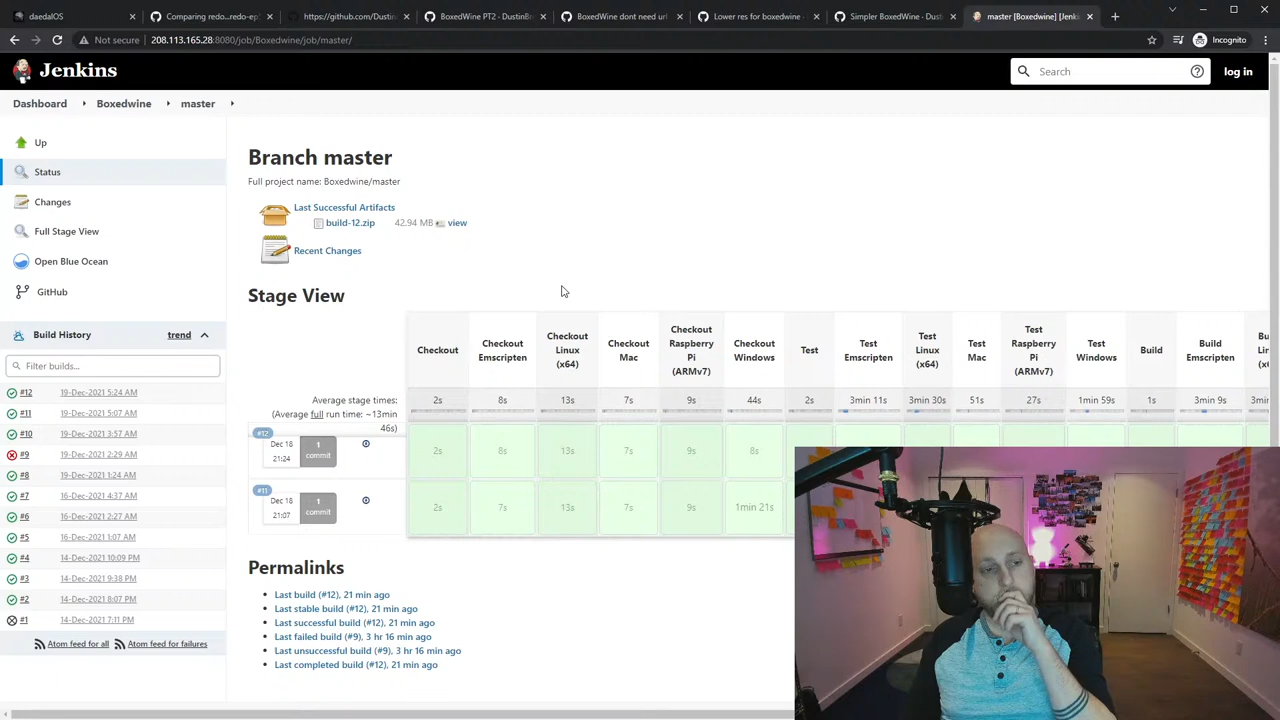 daedalOS
Comparing redo...redo-ep
https://github.com/Dustin
BoxedWine PT2 - DustinBre
BoxedWine dont need url
Lower res for boxedwine
Simpler BoxedWine - Dust
master [Boxedwine] [Jenki
Not secure
208.113.165.28:8080/job/Boxedwine/job/master/
Incognito
Jenkins
Search
log in
Dashboard
Boxedwine
master
Up
Status
Changes
Full Stage View
Open Blue Ocean
GitHub
Build History
trend
Filter builds...
#12 19-Dec-2021 5:24 AM
#11 19-Dec-2021 5:07 AM
#10 19-Dec-2021 3:57 AM
#9 19-Dec-2021 2:29 AM
#8 19-Dec-2021 1:24 AM
#7 16-Dec-2021 4:37 AM
#6 16-Dec-2021 2:27 AM
#5 16-Dec-2021 1:07 AM
#4 14-Dec-2021 10:09 PM
#3 14-Dec-2021 9:38 PM
#2 14-Dec-2021 8:07 PM
#1 14-Dec-2021 7:11 PM
Atom feed for all
Atom feed for failures
Branch master
Full project name: Boxedwine/master
Last Successful Artifacts
build-12.zip 42.94 MB view
Recent Changes
Stage View
Checkout
Checkout
Emscripten
Checkout
Linux
(x64)
Checkout
Mac
Checkout
Raspberry
Pi
(ARMv7)
Checkout
Windows
Test
Test
Emscripten
Test
Linux
(x64)
Test
Mac
Test
Raspberry
Pi
(ARMv7)
Test
Windows
Build
Build
Emscripten
Average stage times:
(Average full run time: ~13min
46s)
2s 8s 13s 7s 9s 44s 2s 3min 11s 3min 30s 51s 27s 1min 59s 1s 3min 9s
#12
Dec 18
21:24
1
commit
2s 8s 13s 7s 9s 8s
#11
Dec 18
21:07
1
commit
2s 7s 13s 7s 9s 1min 21s
Permalinks
Last build (#12), 21 min ago
Last stable build (#12), 21 min ago
Last successful build (#12), 21 min ago
Last failed build (#9), 3 hr 16 min ago
Last unsuccessful build (#9), 3 hr 16 min ago
Last completed build (#12), 21 min ago